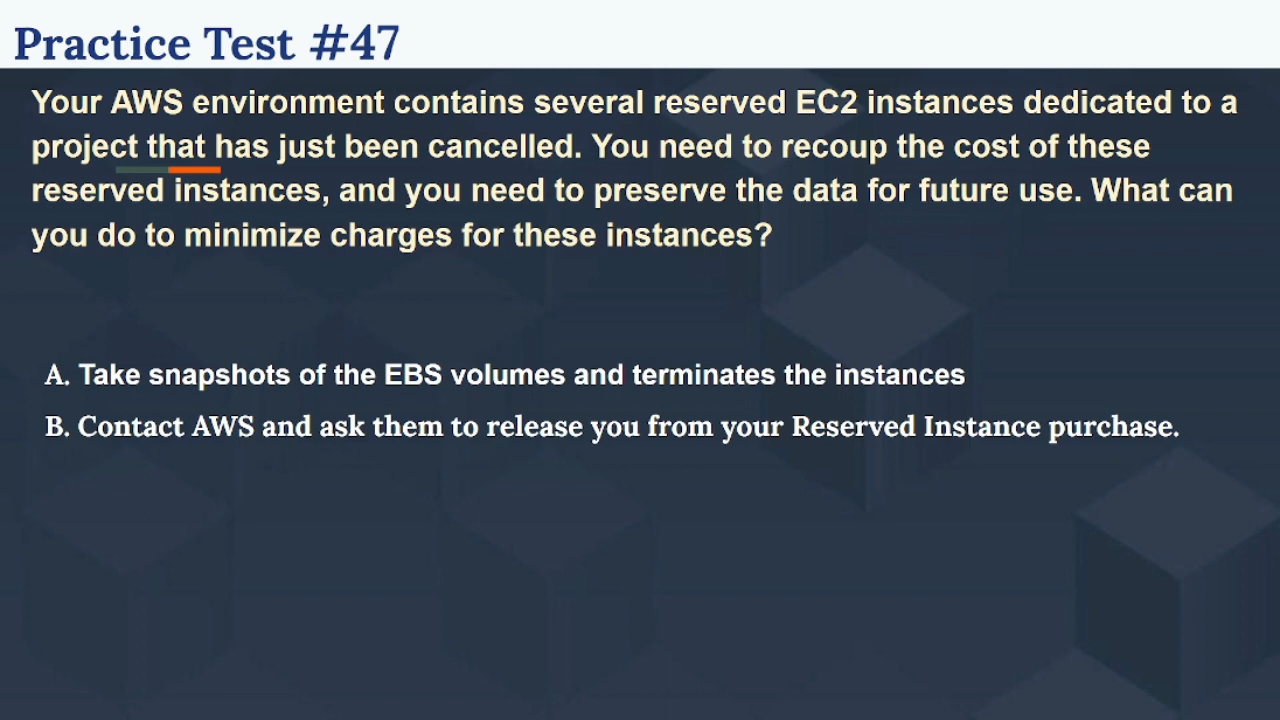 Practice Test #47
Your AWS environment contains several reserved EC2 instances dedicated to a
project that has just been cancelled. You need to recoup the cost of these
reserved instances, and you need to preserve the data for future use. What can
you do to minimize charges for these instances?
A. Take snapshots of the EBS volumes and terminates the instances
B. Contact AWS and ask them to release you from your Reserved Instance purchase.